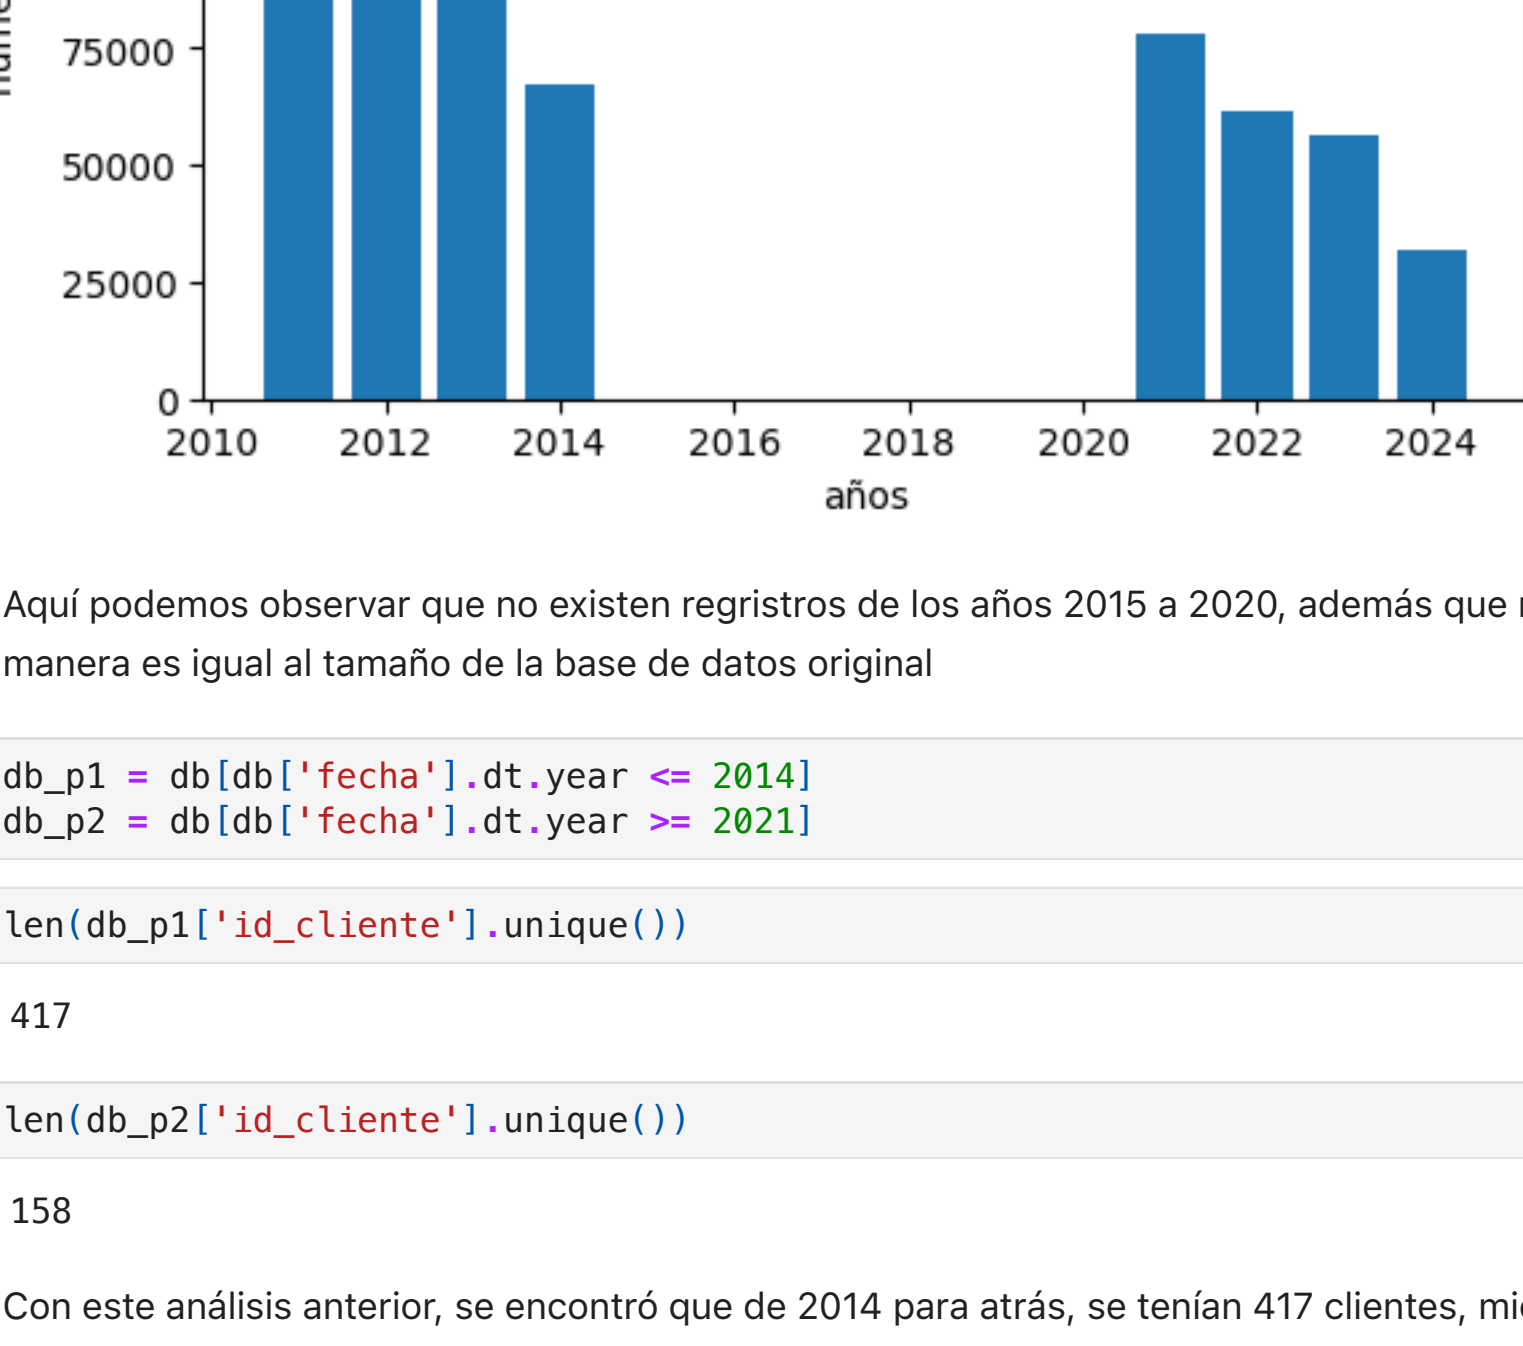 75000
50000
25000
0
2010 2012 2014 2016 2018 2020 2022 2024
años
Aquí podemos observar que no existen regristros de los años 2015 a 2020, además que
manera es igual al tamaño de la base de datos original
db_p1 = db[db['fecha'].dt.year <= 2014]
db_p2 = db[db['fecha'].dt.year >= 2021]
len(db_p1['id_cliente'].unique())
417
len(db_p2['id_cliente'].unique())
158
Con este análisis anterior, se encontró que de 2014 para atrás, se tenían 417 clientes,